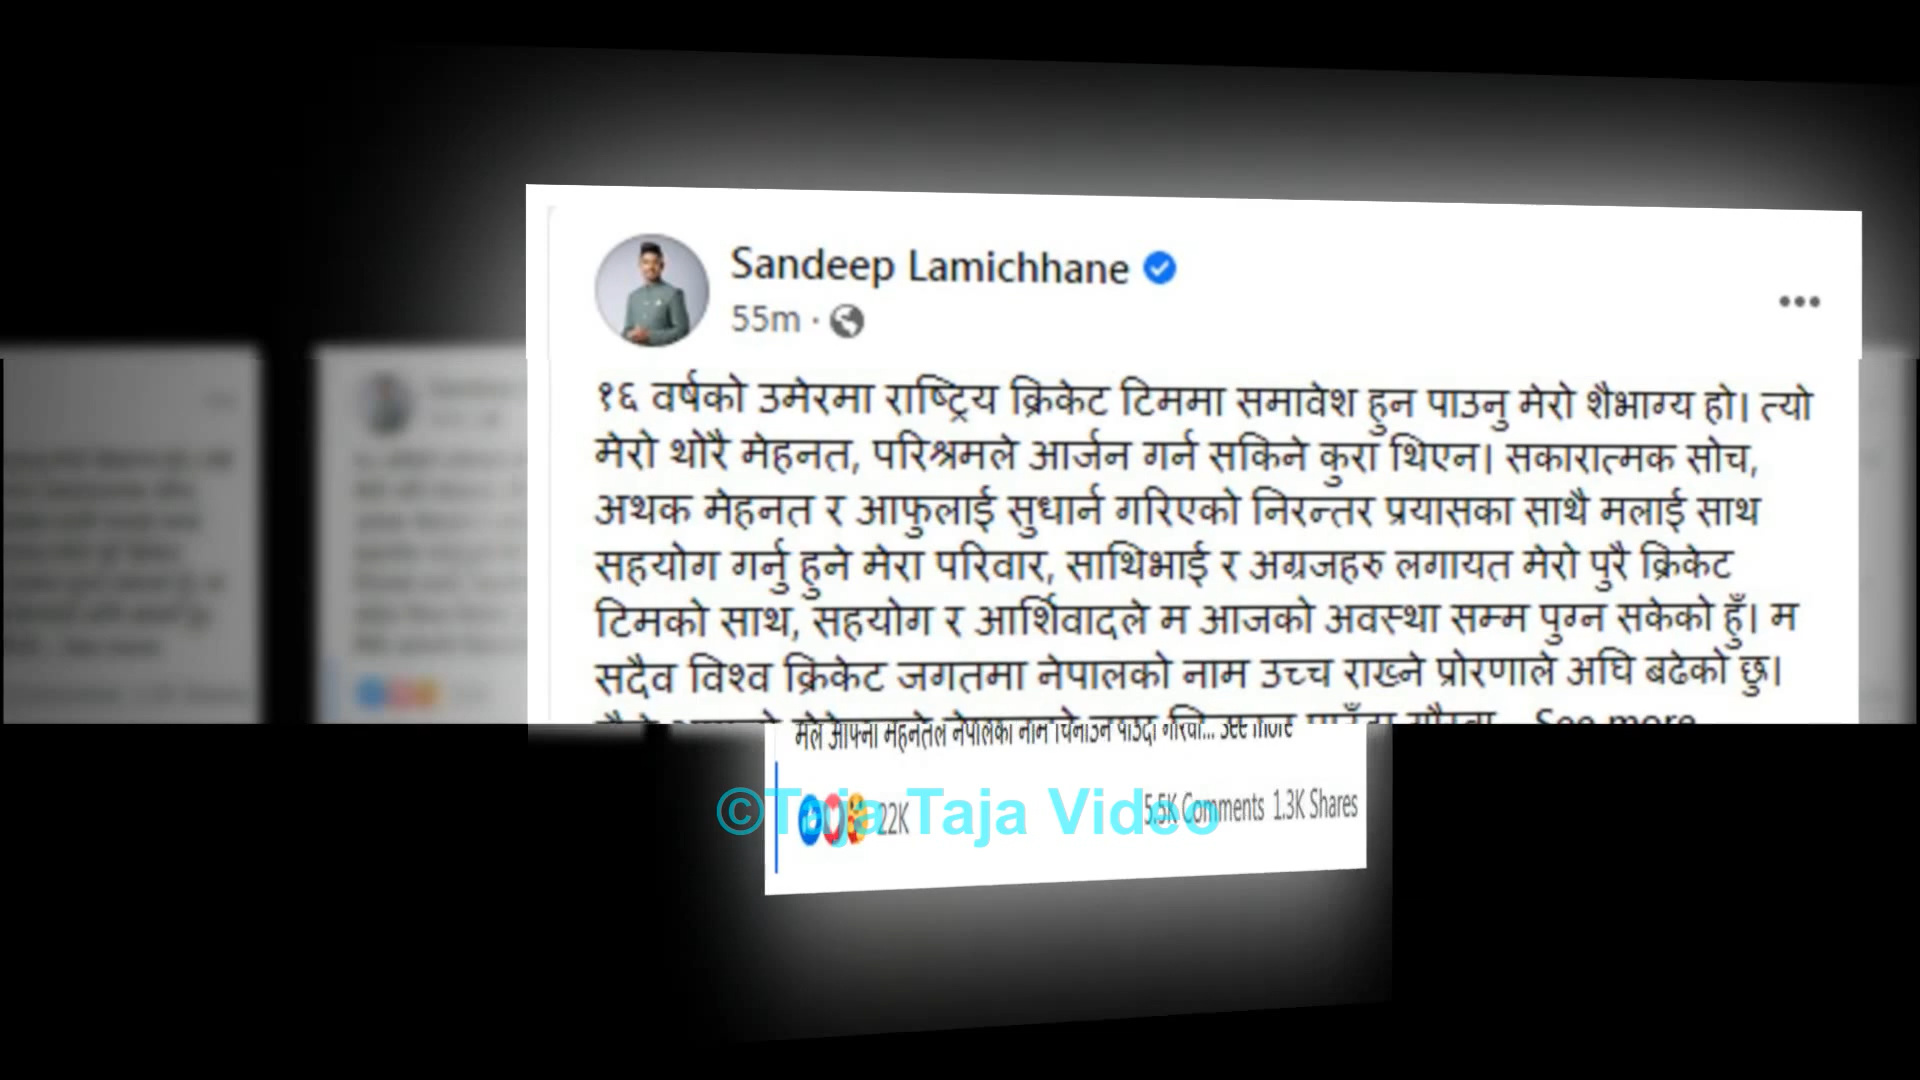 Sandeep Lamichhane
55m ·
१६ वर्षको उमेरमा राष्ट्रिय क्रिकेट टिममा समावेश हुन पाउनु मेरो शैभाग्य हो। त्यो
मेरो थोरै मेहनत, परिश्रमले आर्जन गर्न सकिने कुरा थिएन। सकारात्मक सोच,
अथक मेहनत र आफुलाई सुधार्न गरिएको निरन्तर प्रयासका साथै मलाई साथ
सहयोग गर्नु हुने मेरा परिवार, साथिभाई र अग्रजहरु लगायत मेरो पुरै क्रिकेट
टिमको साथ, सहयोग र आर्शिवादले म आजको अवस्था सम्म पुग्न सकेको हुँ। म
सदैव विश्व क्रिकेट जगतमा नेपालको नाम उच्च राख्ने प्रोरणाले अघि बढेको छु।
मैले आफ्नो मेहनेतले नेपालको नाम चिनाउन पाउँदा गौरवा... See more
22K 5.5K Comments 1.3K Shares
©Taja Taja Video